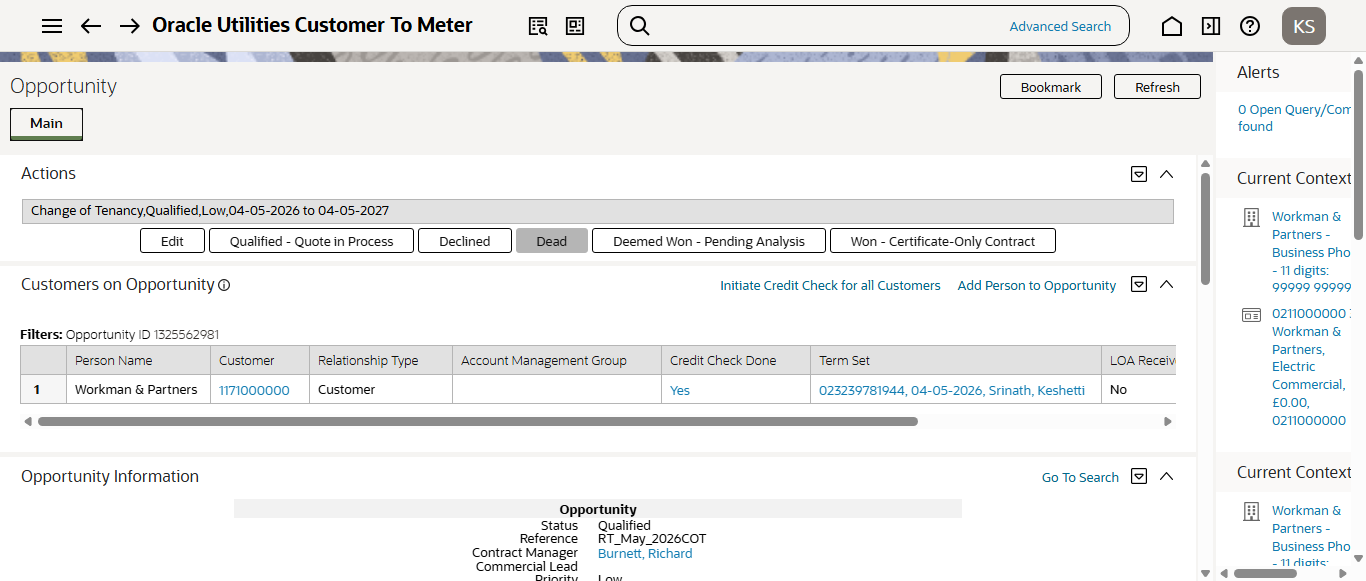 Oracle Utilities Customer To Meter
Advanced Search
KS
Opportunity
Bookmark
Refresh
Main
Actions
Change of Tenancy,Qualified,Low,04-05-2026 to 04-05-2027
Edit
Qualified - Quote in Process
Declined
Dead
Deemed Won - Pending Analysis
Won - Certificate-Only Contract
Customers on Opportunity
Initiate Credit Check for all Customers
Add Person to Opportunity
Filters: Opportunity ID 1325562981
Person Name
Customer
Relationship Type
Account Management Group
Credit Check Done
Term Set
LOA Receiv
1
Workman & Partners
1171000000
Customer
Yes
023239781944, 04-05-2026, Srinath, Keshetti
No
Opportunity Information
Go To Search
Opportunity
Status Qualified
Reference RT_May_2026COT
Contract Manager Burnett, Richard
Commercial Lead
Priority Low
Alerts
0 Open Query/Com
found
Current Context
Workman &
Partners -
Business Pho
- 11 digits:
99999 99999
0211000000
Workman &
Partners,
Electric
Commercial,
£0.00,
0211000000
Current Context
Workman &
Partners -
Business Pho
- 11 digits: